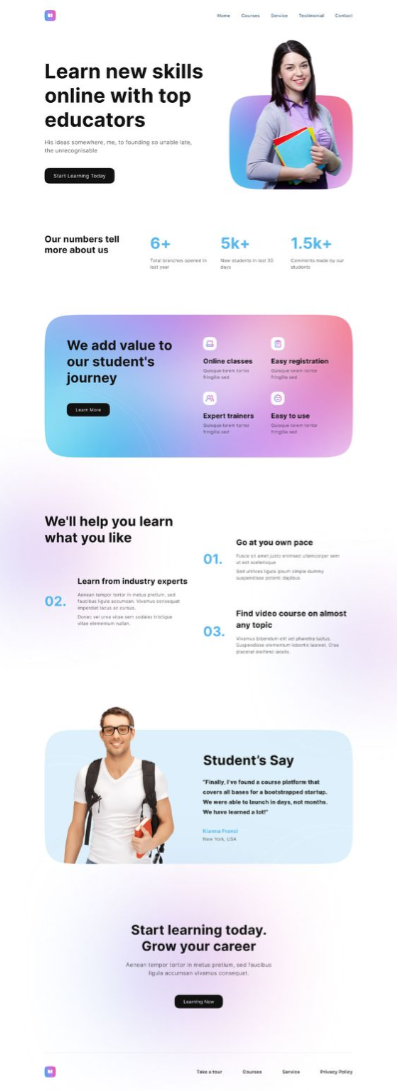 Home Courses Service Testimonial Contact
Learn new skills
online with top
educators
His ideas somewhere, me, to founding so unable late,
the unrecognisable
Start Learning Today
Our numbers tell
more about us
6+
Total branches opened in
last year
5k+
New students in last 30
days
1.5k+
Comments made by our
students
We add value to
our student's
journey
Learn More
Online classes
Quisque lorem tortor
fringilla sed
Easy registration
Quisque lorem tortor
fringilla sed
Expert trainers
Quisque lorem tortor
fringilla sed
Easy to use
Quisque lorem tortor
fringilla sed
We'll help you learn
what you like
01.
Go at you own pace
Fusce sit amet justo euismod ullamcorper sem
ut est scelerisque.
Sed ultrices ligula ipsum
suspendisse potenti dapibus
02.
Learn from industry experts
Aenean tempor tortor in metus pretium, sed
faucibus ligula accumsan. Vivamus consequat
imperdiet lacus ac cursus.
Donec vel urna vitae sem sodales tristique
vitae elementum nullam.
03.
Find video course on almost
any topic
Vivamus bibendum elit vel pharetra luctus.
Suspendisse elementum lobortis laoreet. Cras
placerat eleifend iaculis.
Student’s Say
"Finally, I've found a course platform that
covers all bases for a bootstrapped startup.
We were able to launch in days, not months.
We have learned a lot!"
New York, USA
Start learning today.
Grow your career
Aenean tempor tortor in metus pretium, sed faucibus
ligula accumsan vivamus consequat.
Learning Now
Take a tour Courses Service Privacy Policy